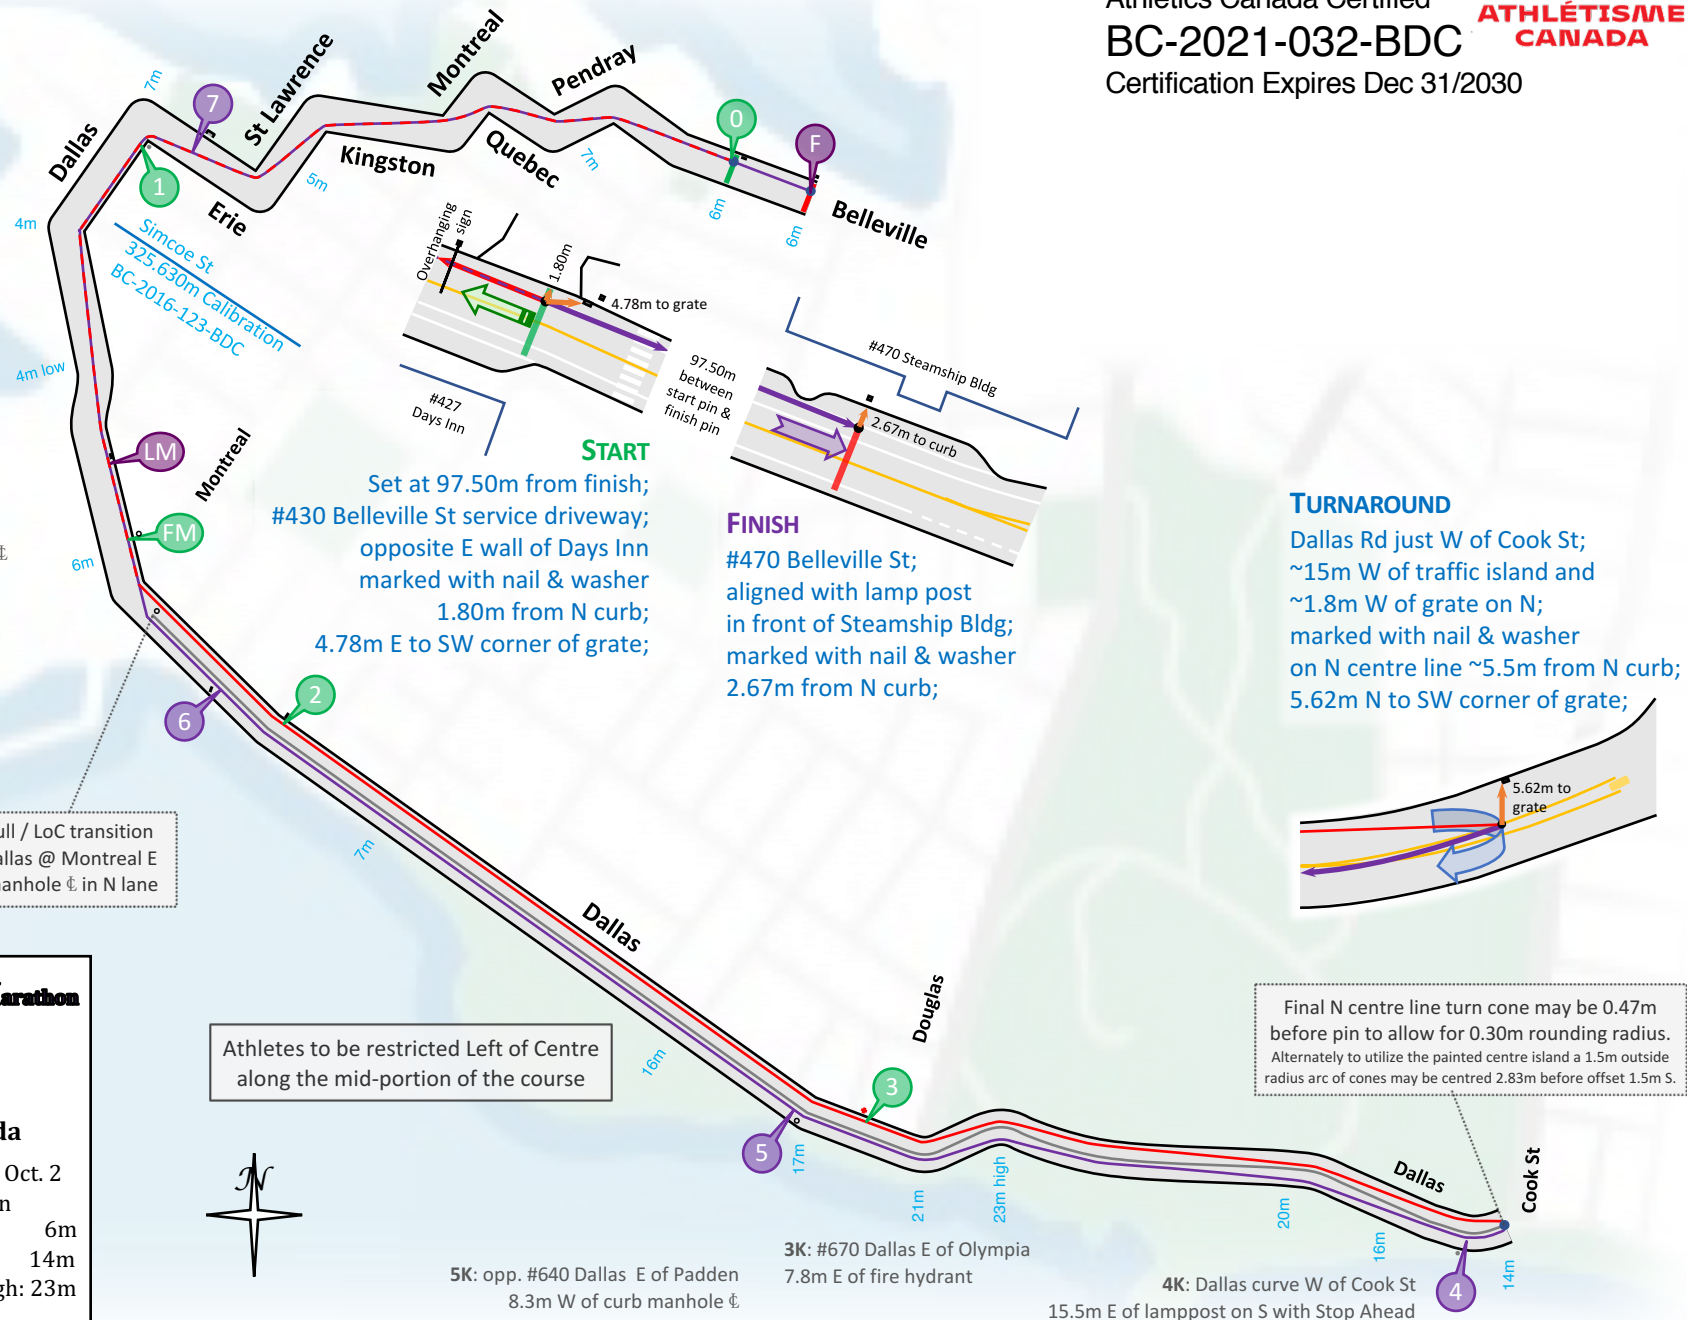 Athletics Canada Certified
BC-2021-032-BDC
Certification Expires Dec 31/2030
ATHLÉTISME
CANADA
Dallas
7m
7
St Lawrence
Montreal
Pendray
0
F
1
Erie
5m
Kingston
Quebec
7m
6m
6m
Belleville
4m
Simcoe St
325.630m Calibration
BC-2016-123-BDC
4m low
Overhanging
sign
1.80m
4.78m to grate
#427
Days Inn
97.50m
between
start pin &
finish pin
#470 Steamship Bldg
2.67m to curb
LM
Montreal
FM
6m
℄
START
Set at 97.50m from finish;
#430 Belleville St service driveway;
opposite E wall of Days Inn
marked with nail & washer
1.80m from N curb;
4.78m E to SW corner of grate;
FINISH
#470 Belleville St;
aligned with lamp post
in front of Steamship Bldg;
marked with nail & washer
2.67m from N curb;
TURNAROUND
Dallas Rd just W of Cook St;
~15m W of traffic island and
~1.8m W of grate on N;
marked with nail & washer
on N centre line ~5.5m from N curb;
5.62m N to SW corner of grate;
5.62m to
grate
6
2
ull / LoC transition
allas @ Montreal E
manhole ℄ in N lane
7m
Dallas
arathon
da
Oct. 2
n
6m
14m
gh: 23m
Athletes to be restricted Left of Centre
along the mid-portion of the course
16m
Douglas
3
5
17m
21m
23m high
20m
16m
Dallas
Cook St
4
14m
Final N centre line turn cone may be 0.47m
before pin to allow for 0.30m rounding radius.
Alternately to utilize the painted centre island a 1.5m outside
radius arc of cones may be centred 2.83m before offset 1.5m S.
N
5K: opp. #640 Dallas E of Padden
8.3m W of curb manhole ℄
3K: #670 Dallas E of Olympia
7.8m E of fire hydrant
4K: Dallas curve W of Cook St
15.5m E of lamppost on S with Stop Ahead